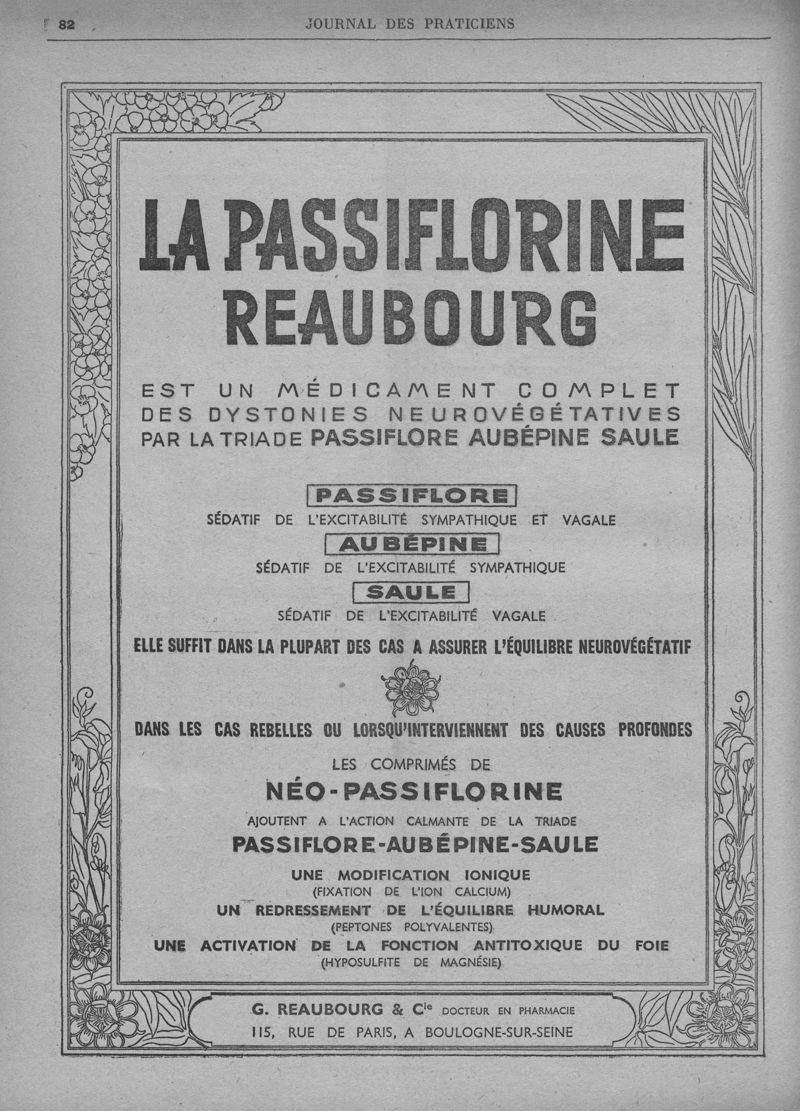 82
JOURNAL DES PRATICIENS
LA PASSIFLORINE
REAUBOURG
EST UN MÉDICAMENT COMPLET
DES DYSTONIES NEUROVÉGÉTATIVES
PAR LA TRIADE PASSIFLORE AUBÉPINE SAULE
PASSIFLORE
SÉDATIF DE L'EXCITABILITÉ SYMPATHIQUE ET VAGALE
AUBÉPINE
SÉDATIF DE L'EXCITABILITÉ SYMPATHIQUE
SAULE
SÉDATIF DE L'EXCITABILITÉ VAGALE
ELLE SUFFIT DANS LA PLUPART DES CAS A ASSURER L'ÉQUILIBRE NEUROVÉGÉTATIF
DANS LES CAS REBELLES OU LORSQU'INTERVIENNENT DES CAUSES PROFONDES
LES COMPRIMÉS DE
NÉO-PASSIFLORINE
AJOUTENT A L'ACTION CALMANTE DE LA TRIADE
PASSIFLORE-AUBÉPINE-SAULE
UNE MODIFICATION IONIQUE
(FIXATION DE L'ION CALCIUM)
UN REDRESSEMENT DE L'ÉQUILIBRE HUMORAL
(PEPTONES POLYVALENTES)
UNE ACTIVATION DE LA FONCTION ANTITOXIQUE DU FOIE
(HYPOSULFITE DE MAGNÉSIE)
G. REAUBOURG & Cie DOCTEUR EN PHARMACIE
115, RUE DE PARIS, A BOULOGNE-SUR-SEINE